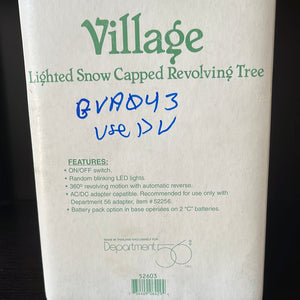 Village
Lighted Snow Capped Revolving Tree
BVA043
use DV
FEATURES:
• ON/OFF switch.
• Random blinking LED lights.
• 360° revolving motion with automatic reverse.
• AC/DC adapter capible. Recommended for use only with
Department 56 adapter, item #52256.
• Battery pack option in base operates on 2 "C" batteries.
Department 56
52603